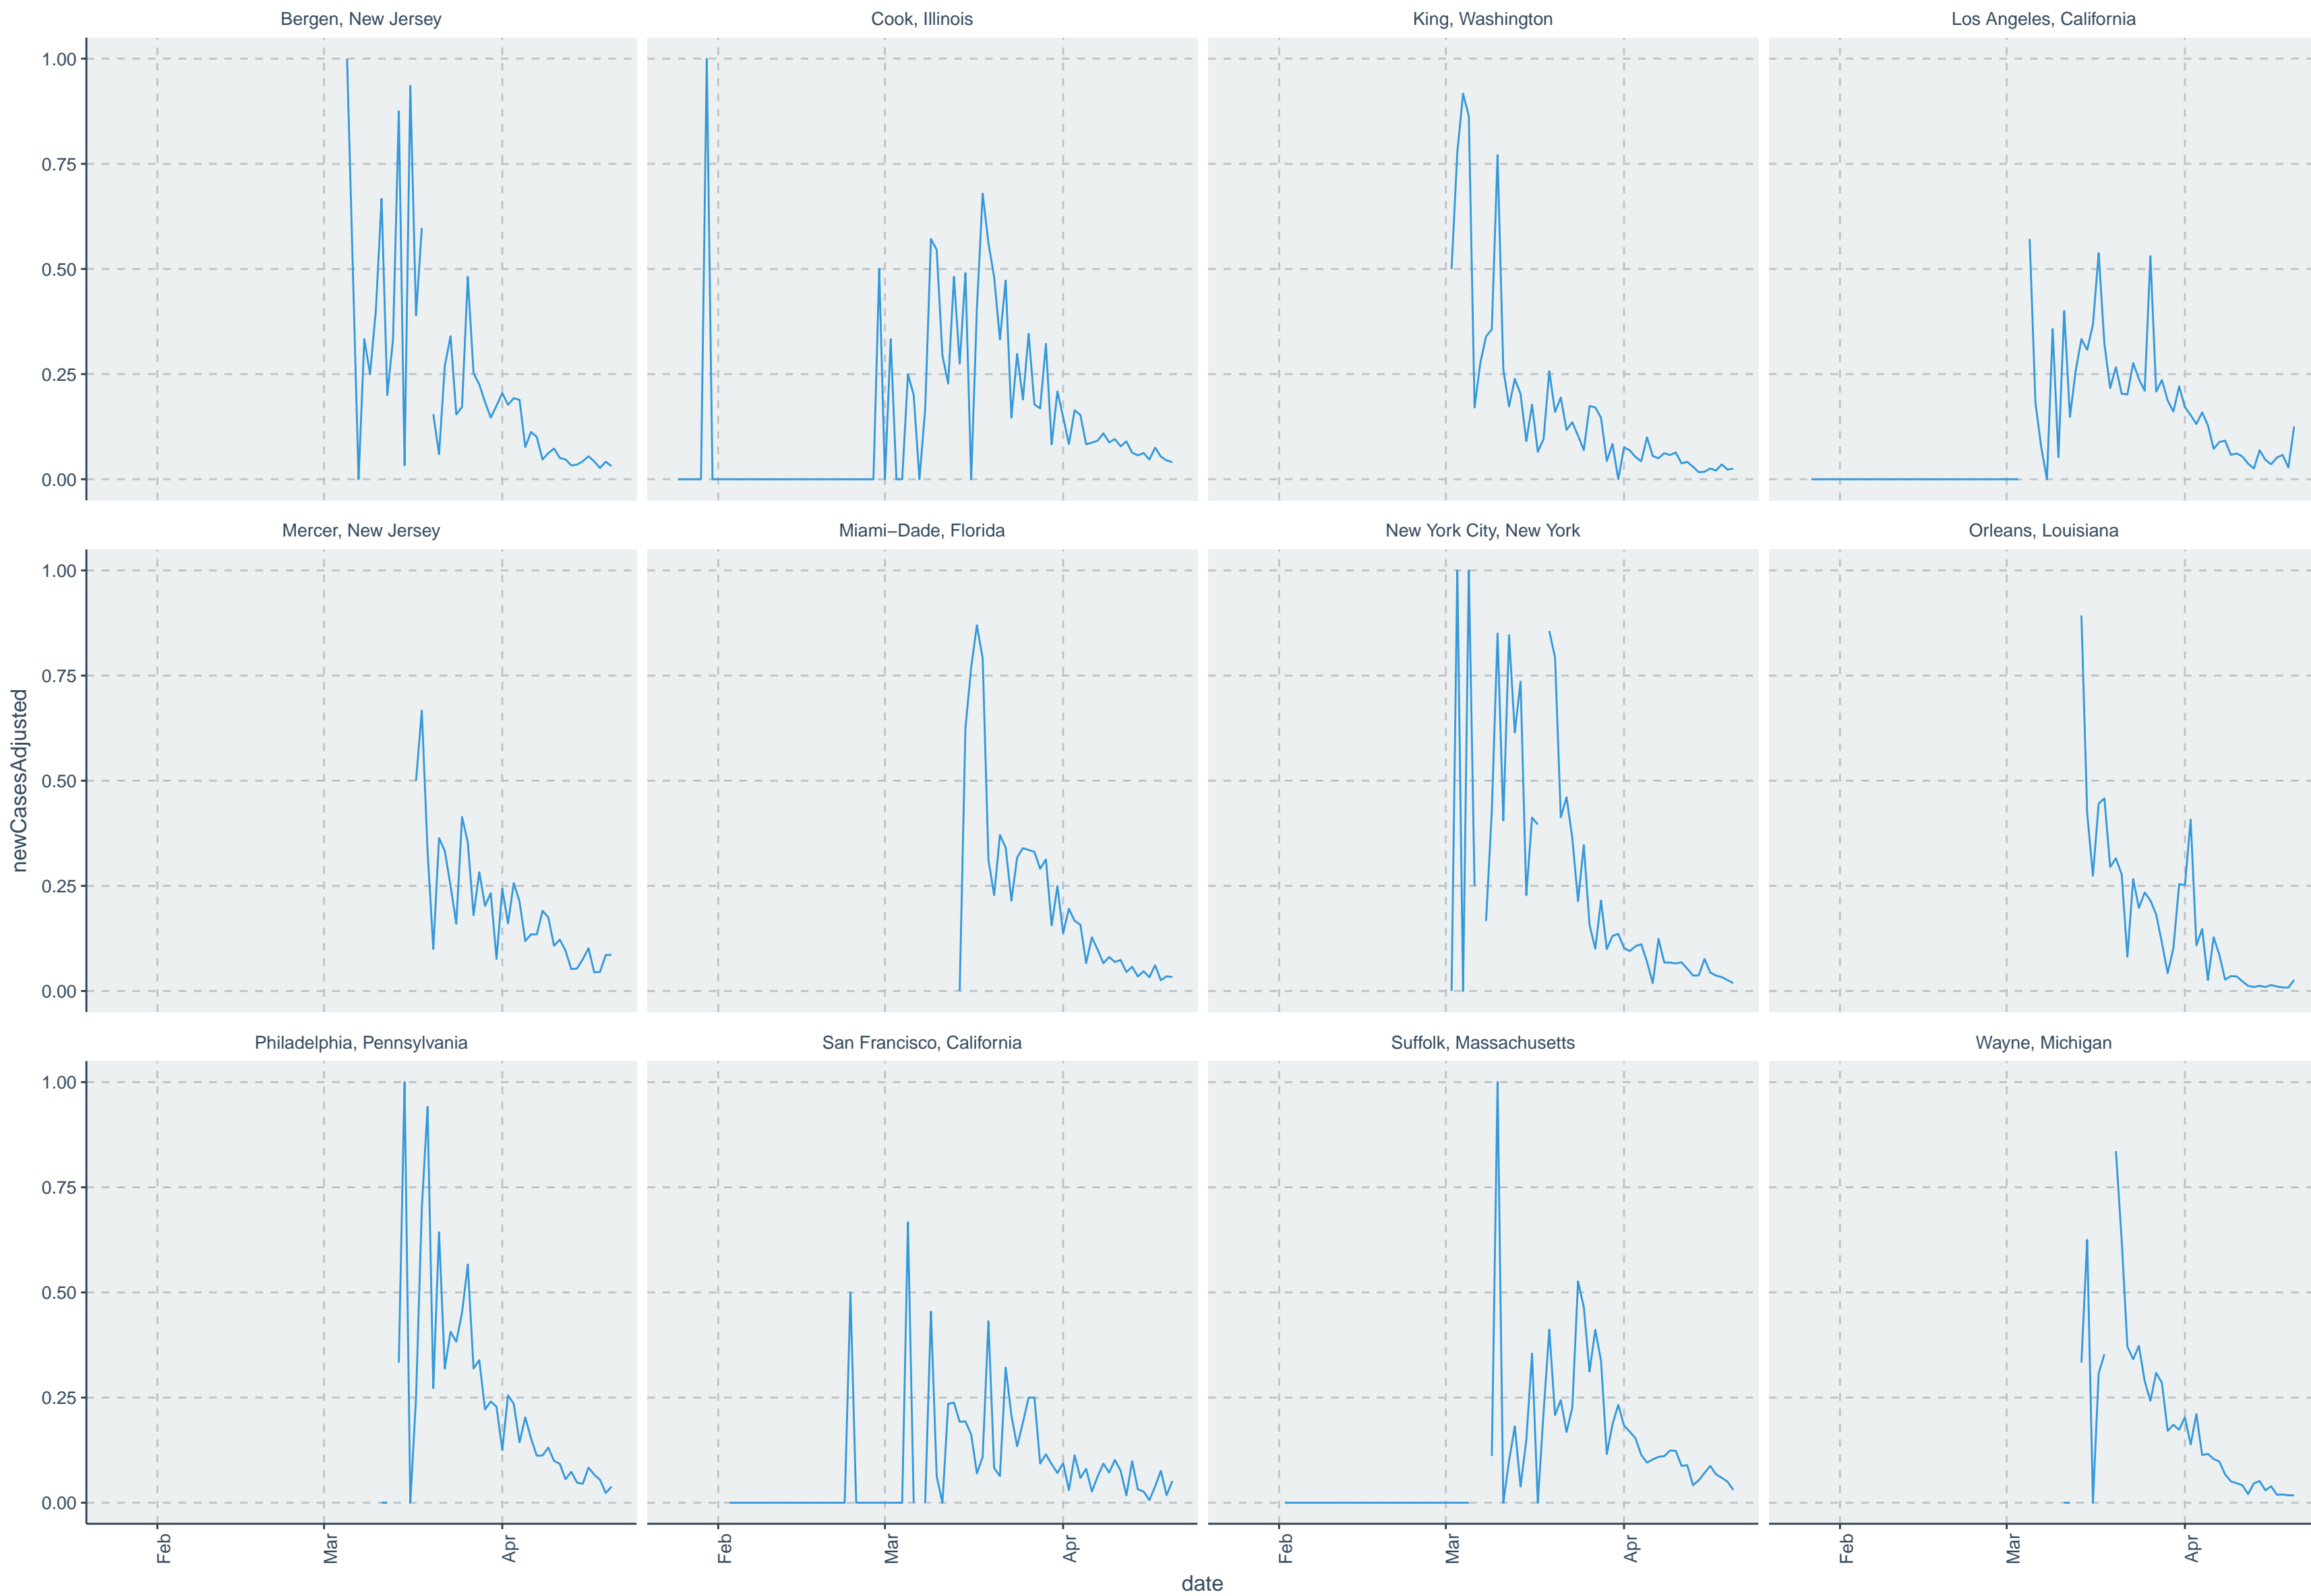 Bergen, New Jersey
Cook, Illinois
King, Washington
Los Angeles, California
1.00
0.75
0.50
0.25
0.00
Mercer, New Jersey
Miami−Dade, Florida
New York City, New York
Orleans, Louisiana
1.00
0.75
0.50
0.25
0.00
newCasesAdjusted
Philadelphia, Pennsylvania
San Francisco, California
Suffolk, Massachusetts
Wayne, Michigan
1.00
0.75
0.50
0.25
0.00
Feb
Mar
Apr
Feb
Mar
Apr
Feb
Mar
Apr
Feb
Mar
Apr
date